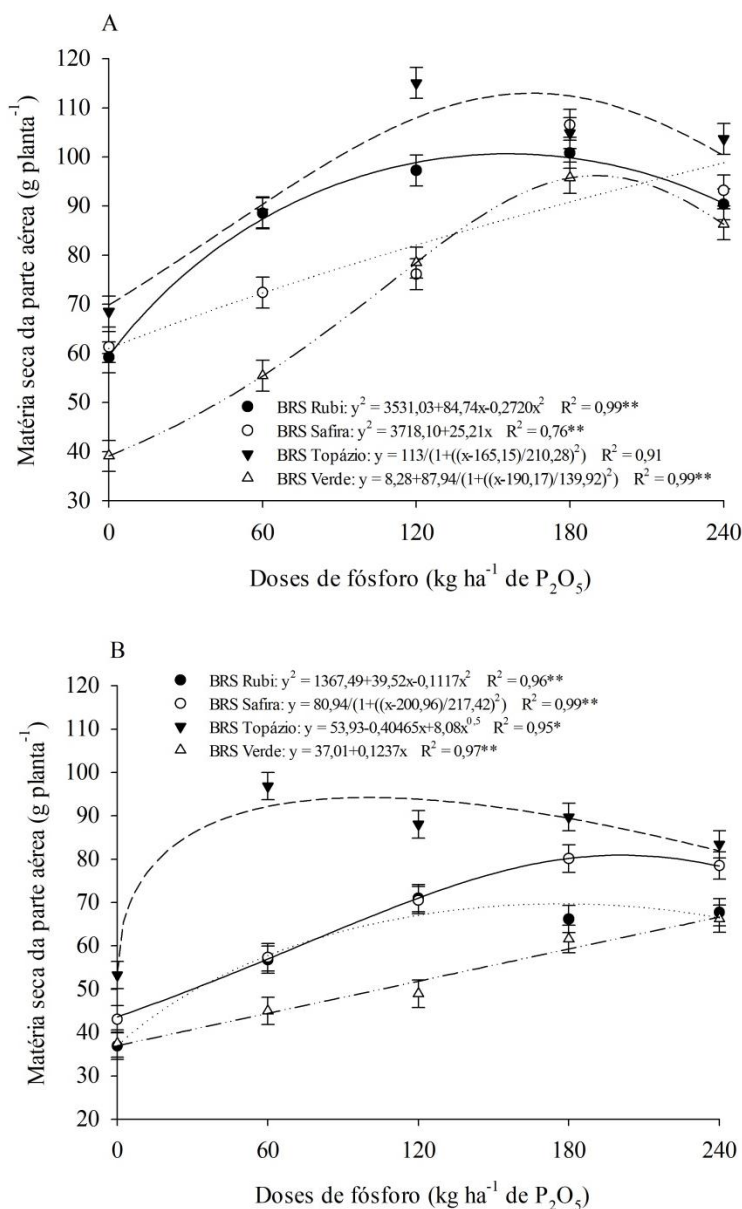 A
Matéria seca da parte aérea (g planta⁻¹)
120
110
100
90
80
70
60
50
40
30
BRS Rubi: y² = 3531,03+84,74x-0,2720x² R² = 0,99**
BRS Safira: y² = 3718,10+25,21x R² = 0,76**
BRS Topázio: y = 113/(1+((x-165,15)/210,28)²) R² = 0,91
BRS Verde: y = 8,28+87,94/(1+((x-190,17)/139,92)²) R² = 0,99**
0 60 120 180 240
Doses de fósforo (kg ha⁻¹ de P₂O₅)
B
BRS Rubi: y² = 1367,49+39,52x-0,1117x² R² = 0,96**
BRS Safira: y = 80,94/(1+((x-200,96)/217,42)²) R² = 0,99**
BRS Topázio: y = 53,93-0,40465x+8,08x⁰·⁵ R² = 0,95*
BRS Verde: y = 37,01+0,1237x R² = 0,97**
Matéria seca da parte aérea (g planta⁻¹)
120
110
100
90
80
70
60
50
40
30
20
0 60 120 180 240
Doses de fósforo (kg ha⁻¹ de P₂O₅)